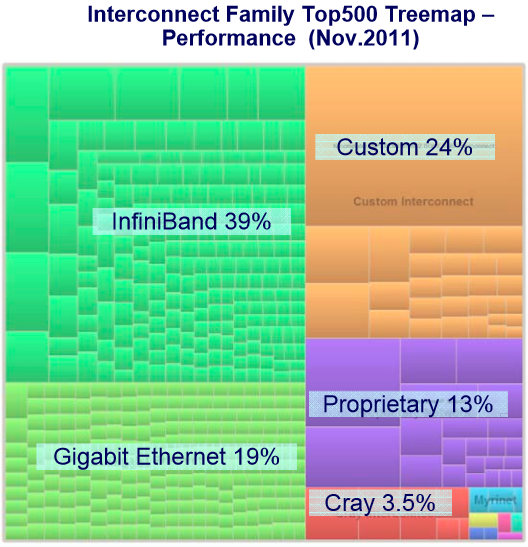 Interconnect Family Top500 Treemap –
Performance (Nov.2011)
Custom 24%
Custom Interconnect
InfiniBand 39%
Proprietary 13%
Gigabit Ethernet 19%
Cray 3.5%
Myrinet